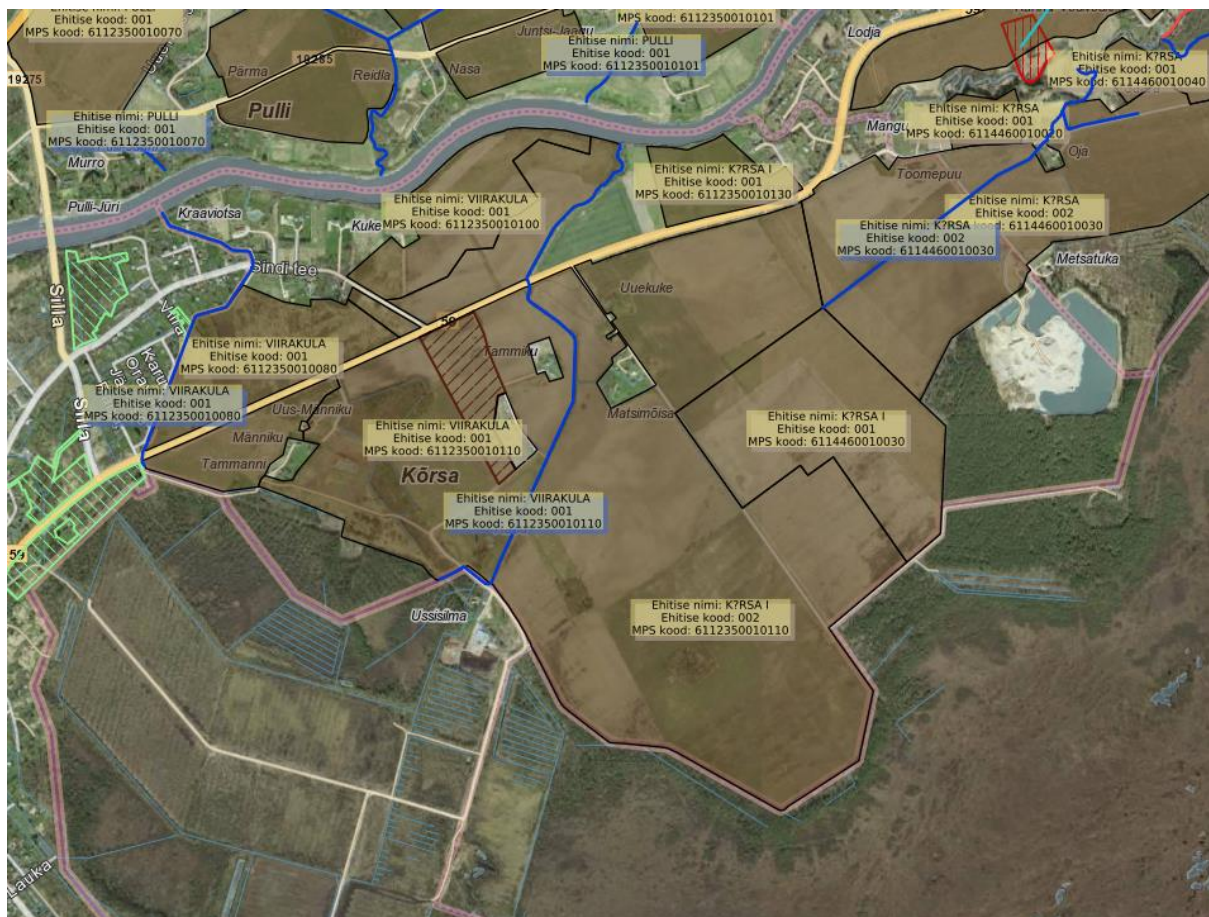 Ehitise nimi: PULLI
Ehitise kood: 001
MPS kood: 6112350010070
MPS kood: 6112350010101
Juntsi-Jaagu
Lodja
59
Ehitise nimi: PULLI
Ehitise kood: 001
MPS kood: 6112350010101
19275
19285
Pärma
Reidla
Nasa
Pulli
Ehitise nimi: K?RSA
Ehitise kood: 001
MPS kood: 6114460010040
Ehitise nimi: PULLI
Ehitise kood: 001
MPS kood: 6112350010070
Ehitise nimi: K?RSA
Ehitise kood: 001
MPS kood: 6114460010020
Mangu
Oja
Murro
Toomepuu
Ehitise nimi: K?RSA I
Ehitise kood: 001
MPS kood: 6112350010130
Pulli-Jüri
Kraaviotsa
Kuke
Ehitise nimi: VIIRAKULA
Ehitise kood: 001
MPS kood: 6112350010100
Ehitise nimi: K?RSA
Ehitise kood: 002
MPS kood: 6114460010030
Ehitise nimi: K?RSA
Ehitise kood: 002
MPS kood: 6114460010030
Metsatuka
Sindi tee
Silla
Viira
Uuekuke
59
Tammiku
Ehitise nimi: VIIRAKULA
Ehitise kood: 001
MPS kood: 6112350010080
Ehitise nimi: VIIRAKULA
Ehitise kood: 001
MPS kood: 6112350010080
Silla
Uus-Männiku
Matsimõisa
Männiku
Tammanni
Ehitise nimi: VIIRAKULA
Ehitise kood: 001
MPS kood: 6112350010110
Kõrsa
Ehitise nimi: K?RSA I
Ehitise kood: 001
MPS kood: 6114460010030
Ehitise nimi: VIIRAKULA
Ehitise kood: 001
MPS kood: 6112350010110
59
Ussisilma
Ehitise nimi: K?RSA I
Ehitise kood: 002
MPS kood: 6112350010110
Lauka